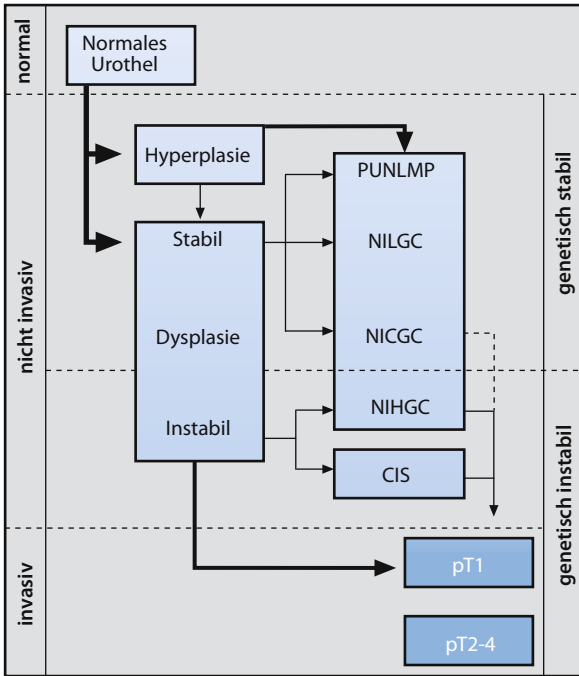 normal
Normales
Urothel
nicht invasiv
Hyperplasie
PUNLMP
genetisch stabil
Stabil
NILGC
Dysplasie
NICGC
Instabil
NIHGC
genetisch instabil
CIS
invasiv
pT1
pT2-4